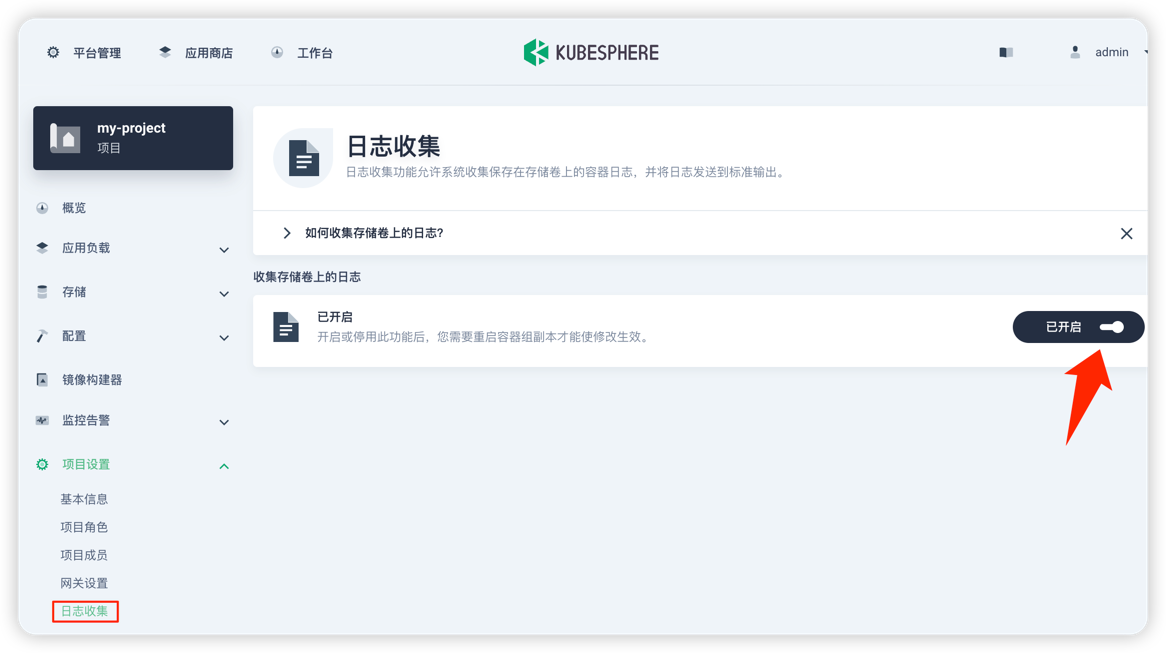 平台管理
应用商店
工作台
KUBESPHERE
admin
my-project
项目
概览
应用负载
存储
配置
镜像构建器
监控告警
项目设置
基本信息
项目角色
项目成员
网关设置
日志收集
日志收集
日志收集功能允许系统收集保存在存储卷上的容器日志，并将日志发送到标准输出。
如何收集存储卷上的日志?
收集存储卷上的日志
已开启
开启或停用此功能后，您需要重启容器组副本才能使修改生效。
已开启